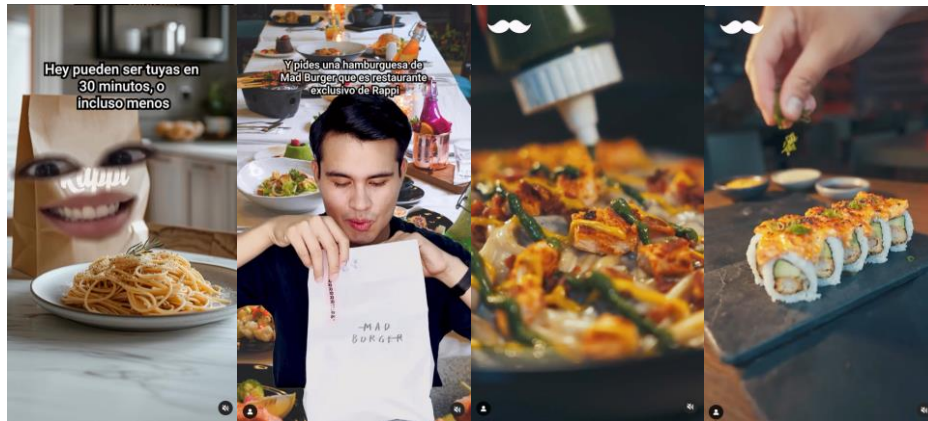 Hey pueden ser tuyas en
30 minutos, o
incluso menos
Rappi
Y pides una hamburguesa de
Mad Burger que es restaurante
exclusivo de Rappi
MAD
BURGER